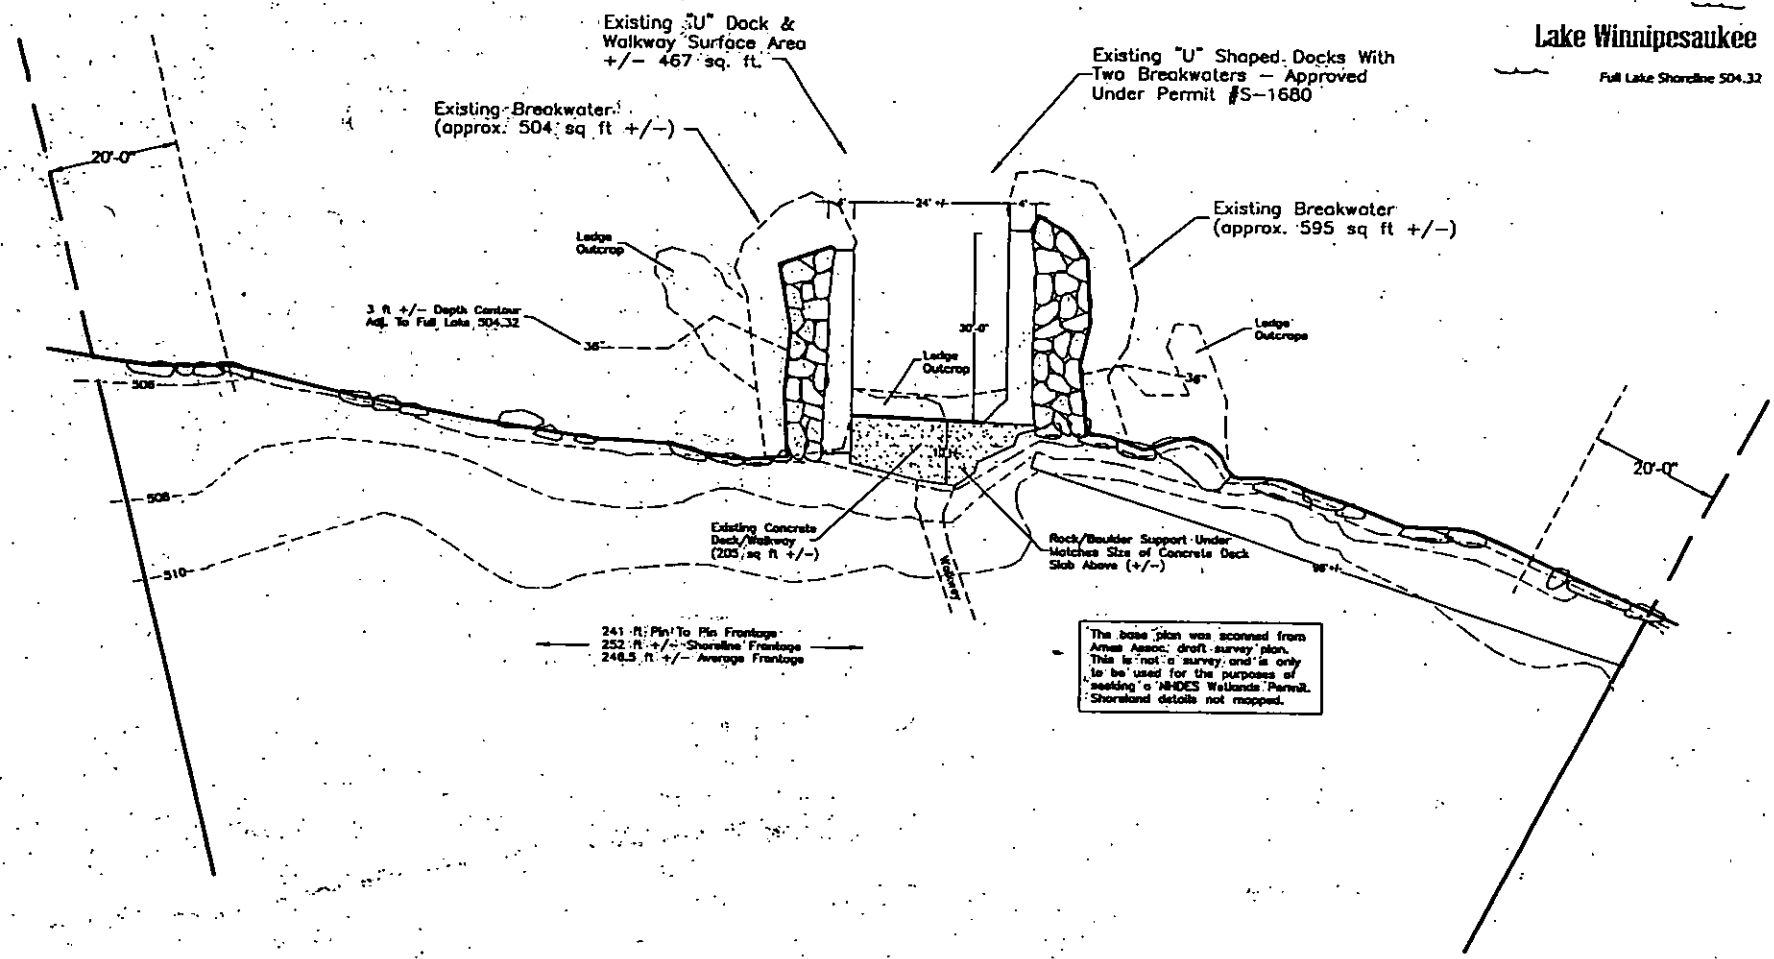 Lake Winnipesaukee
Full Lake Shoreline 504.32
Existing "U" Dock &
Walkway Surface Area
+/- 467 sq. ft.
Existing "U" Shaped Docks With
Two Breakwaters - Approved
Under Permit #S-1680
Existing Breakwater
(approx. 504 sq ft +/-)
20'-0"
4'
24' +/-
4'
Existing Breakwater
(approx. 595 sq ft +/-)
Ledge
Outcrop
3 ft +/- Depth Contour
Adj. To Full Lake 504.32
36"
30'-0"
Ledge
Outcrop
Ledge
Outcrops
36"
506
508
510
20'-0"
Existing Concrete
Deck/Walkway
(205 sq ft +/-)
Walkway
Rock/Boulder Support Under
Matches Size of Concrete Deck
Slab Above (+/-)
241 ft Pin To Pin Frontage
252 ft +/- Shoreline Frontage
246.5 ft +/- Average Frontage
The base plan was scanned from
Ames Assoc. draft survey plan.
This is not a survey and is only
to be used for the purposes of
seeking a NHDES Wetlands Permit.
Shoreland details not mapped.